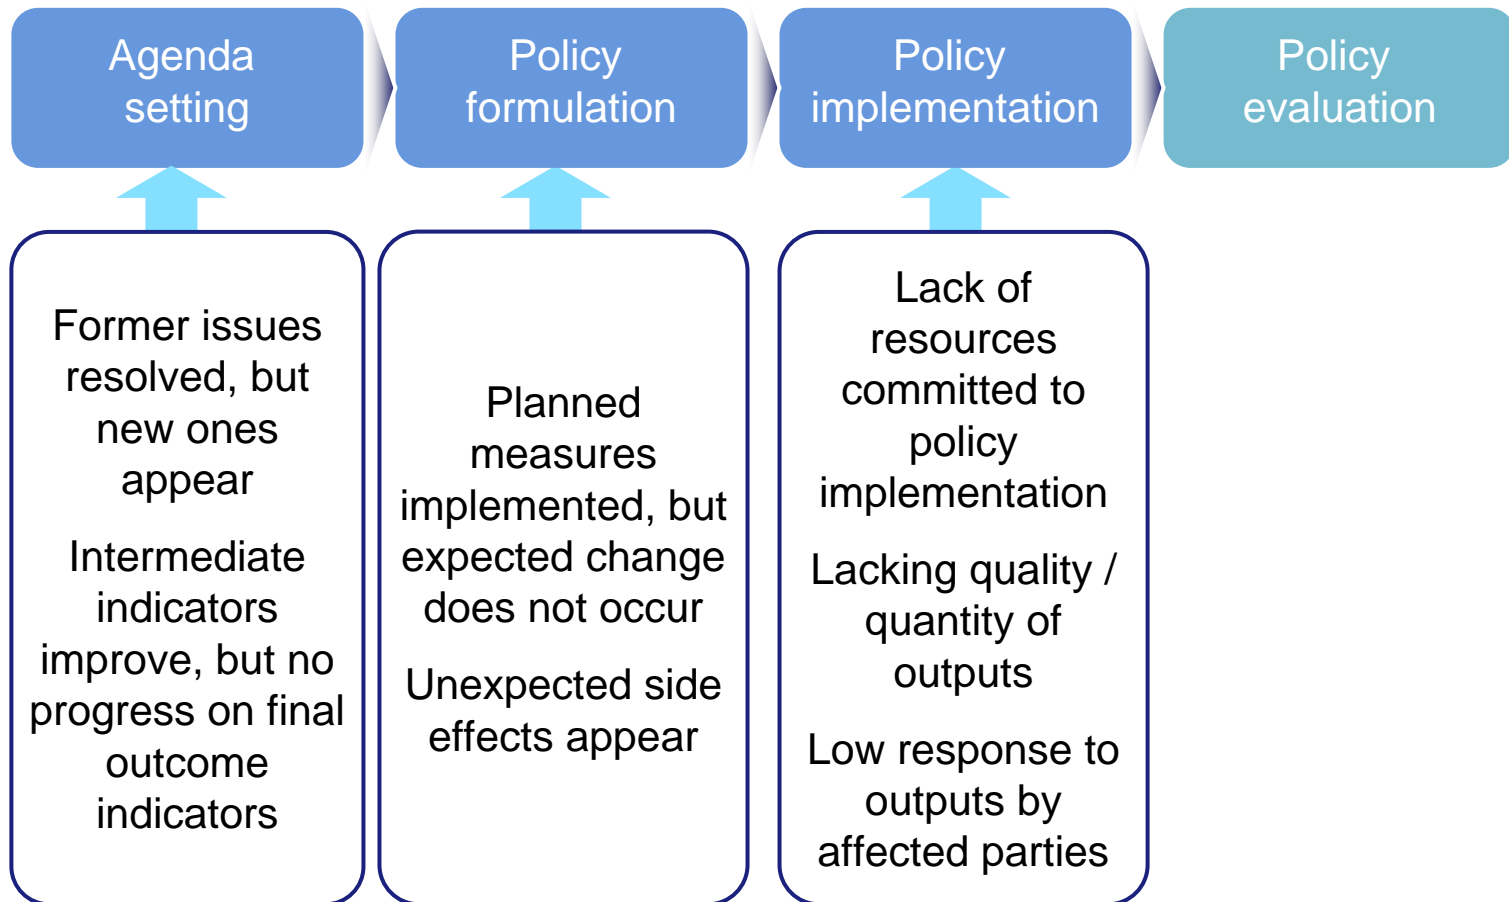 Agenda
setting
Policy
formulation
Policy
implementation
Policy
evaluation
Former issues
resolved, but
new ones
appear
Intermediate
indicators
improve, but no
progress on final
outcome
indicators
Planned
measures
implemented, but
expected change
does not occur
Unexpected side
effects appear
Lack of
resources
committed to
policy
implementation
Lacking quality /
quantity of
outputs
Low response to
outputs by
affected parties